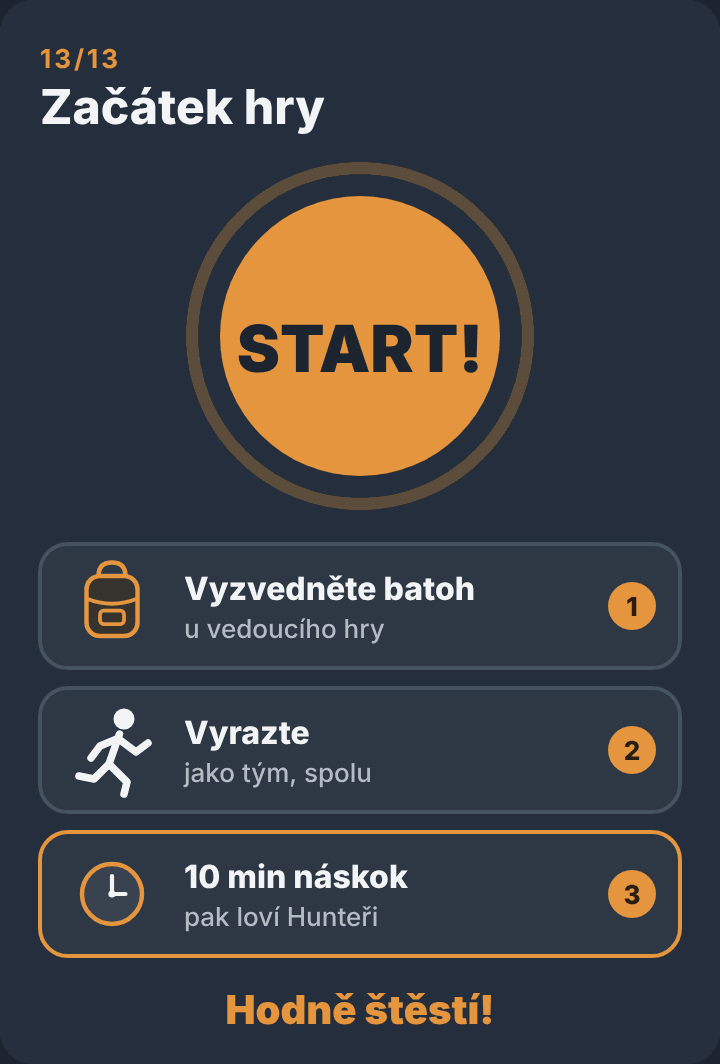 13/13
Začátek hry
START!
Vyzvedněte batoh
u vedoucího hry
1
Vyrazte
jako tým, spolu
2
10 min náskok
pak loví Hunteři
3
Hodně štěstí!